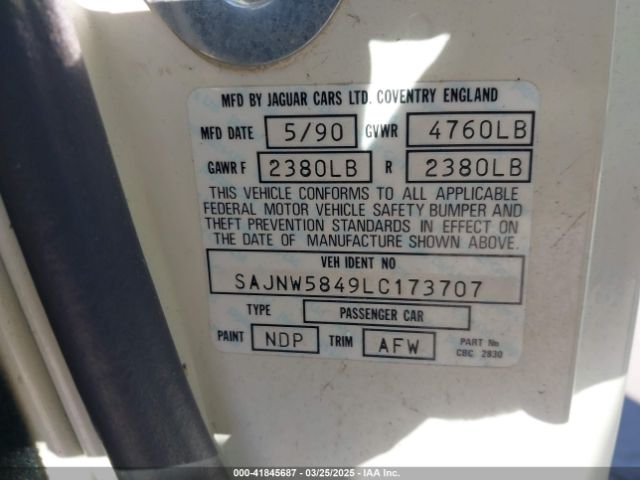 MFD BY JAGUAR CARS LTD. COVENTRY ENGLAND
MFD DATE 5/90 GVWR 4760LB
GAWR F 2380LB R 2380LB
THIS VEHICLE CONFORMS TO ALL APPLICABLE
FEDERAL MOTOR VEHICLE SAFETY BUMPER AND
THEFT PREVENTION STANDARDS IN EFFECT ON
THE DATE OF MANUFACTURE SHOWN ABOVE.
VEH IDENT NO
SAJNW5849LC173707
TYPE PASSENGER CAR
PAINT NDP TRIM AFW PART No
CBC 2830
000-41845687 - 03/25/2025 - IAA Inc.